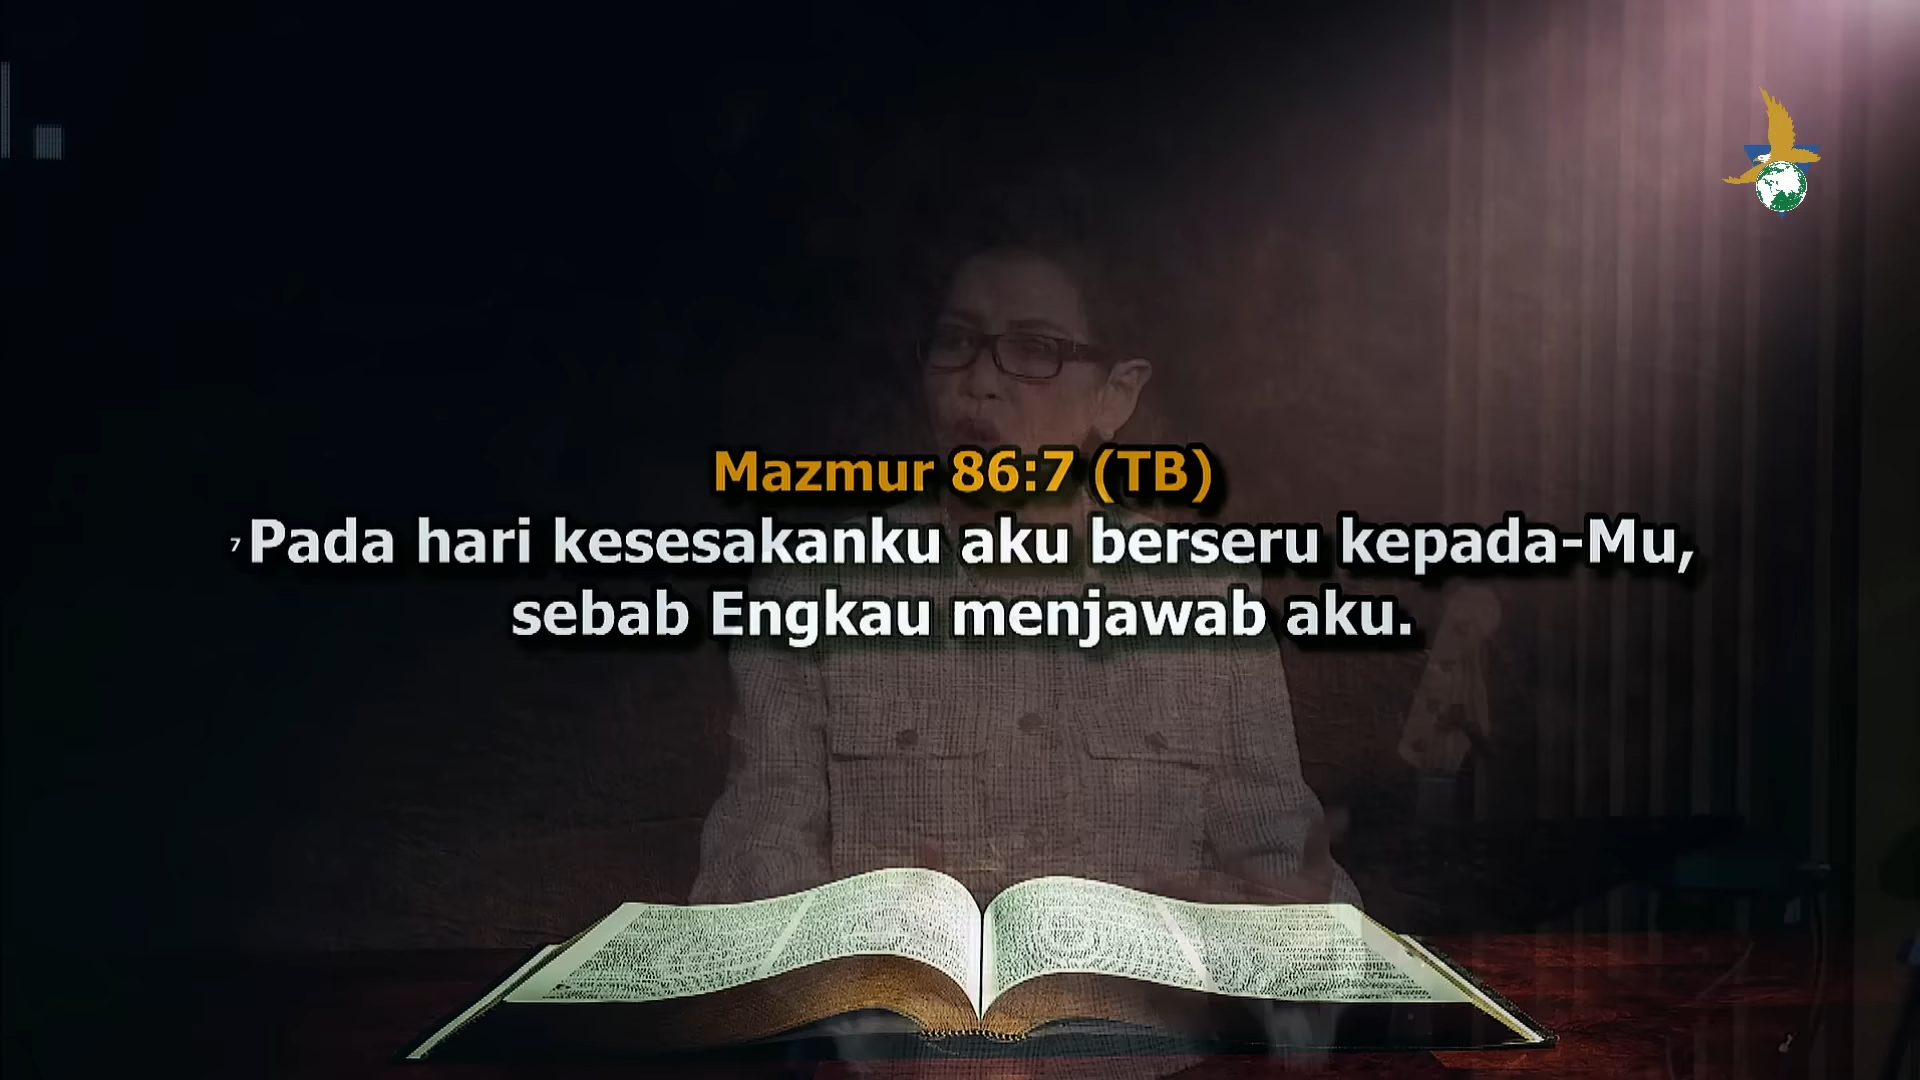 Mazmur 86:7 (TB)
7 Pada hari kesesakanku aku berseru kepada-Mu,
sebab Engkau menjawab aku.